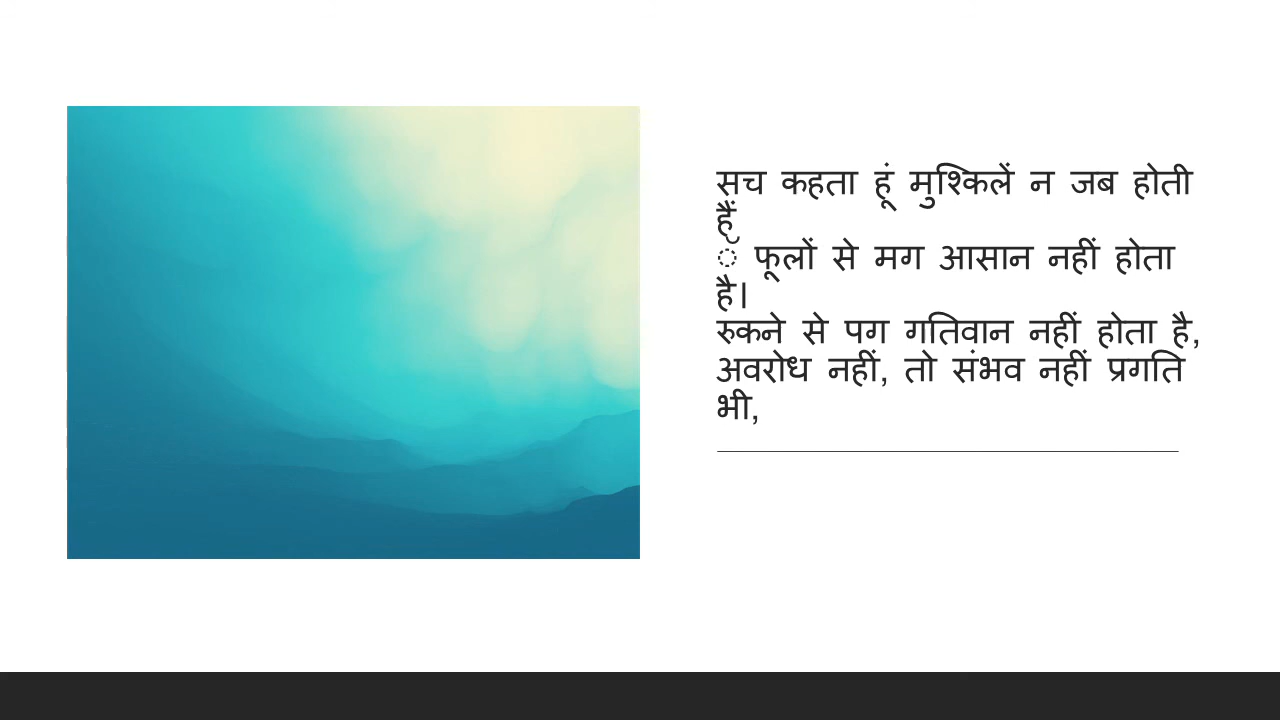 सच कहता हूं मुश्किलें न जब होती
हैं
ृ फूलों से मग आसान नहीं होता
है।
रुकने से पग गतिवान नहीं होता है,
अवरोध नहीं, तो संभव नहीं प्रगति
भी,